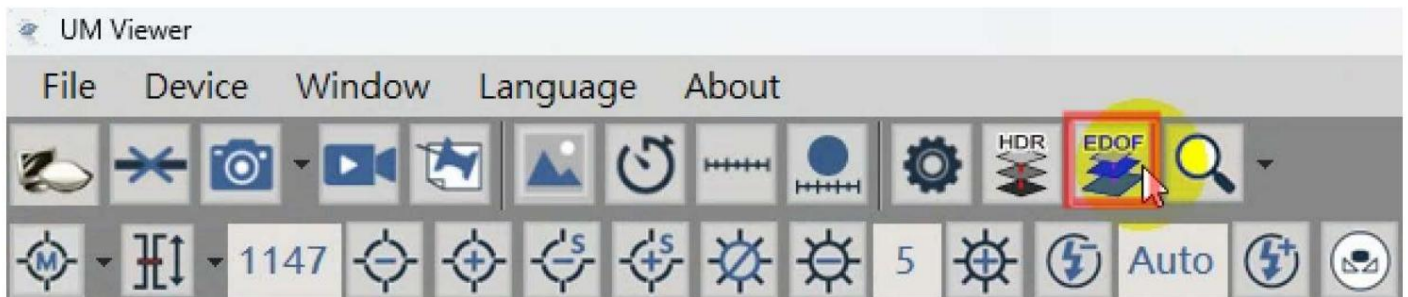 UM Viewer
File Device Window Language About
HDR EDOF
M 1147 S S 5 Auto